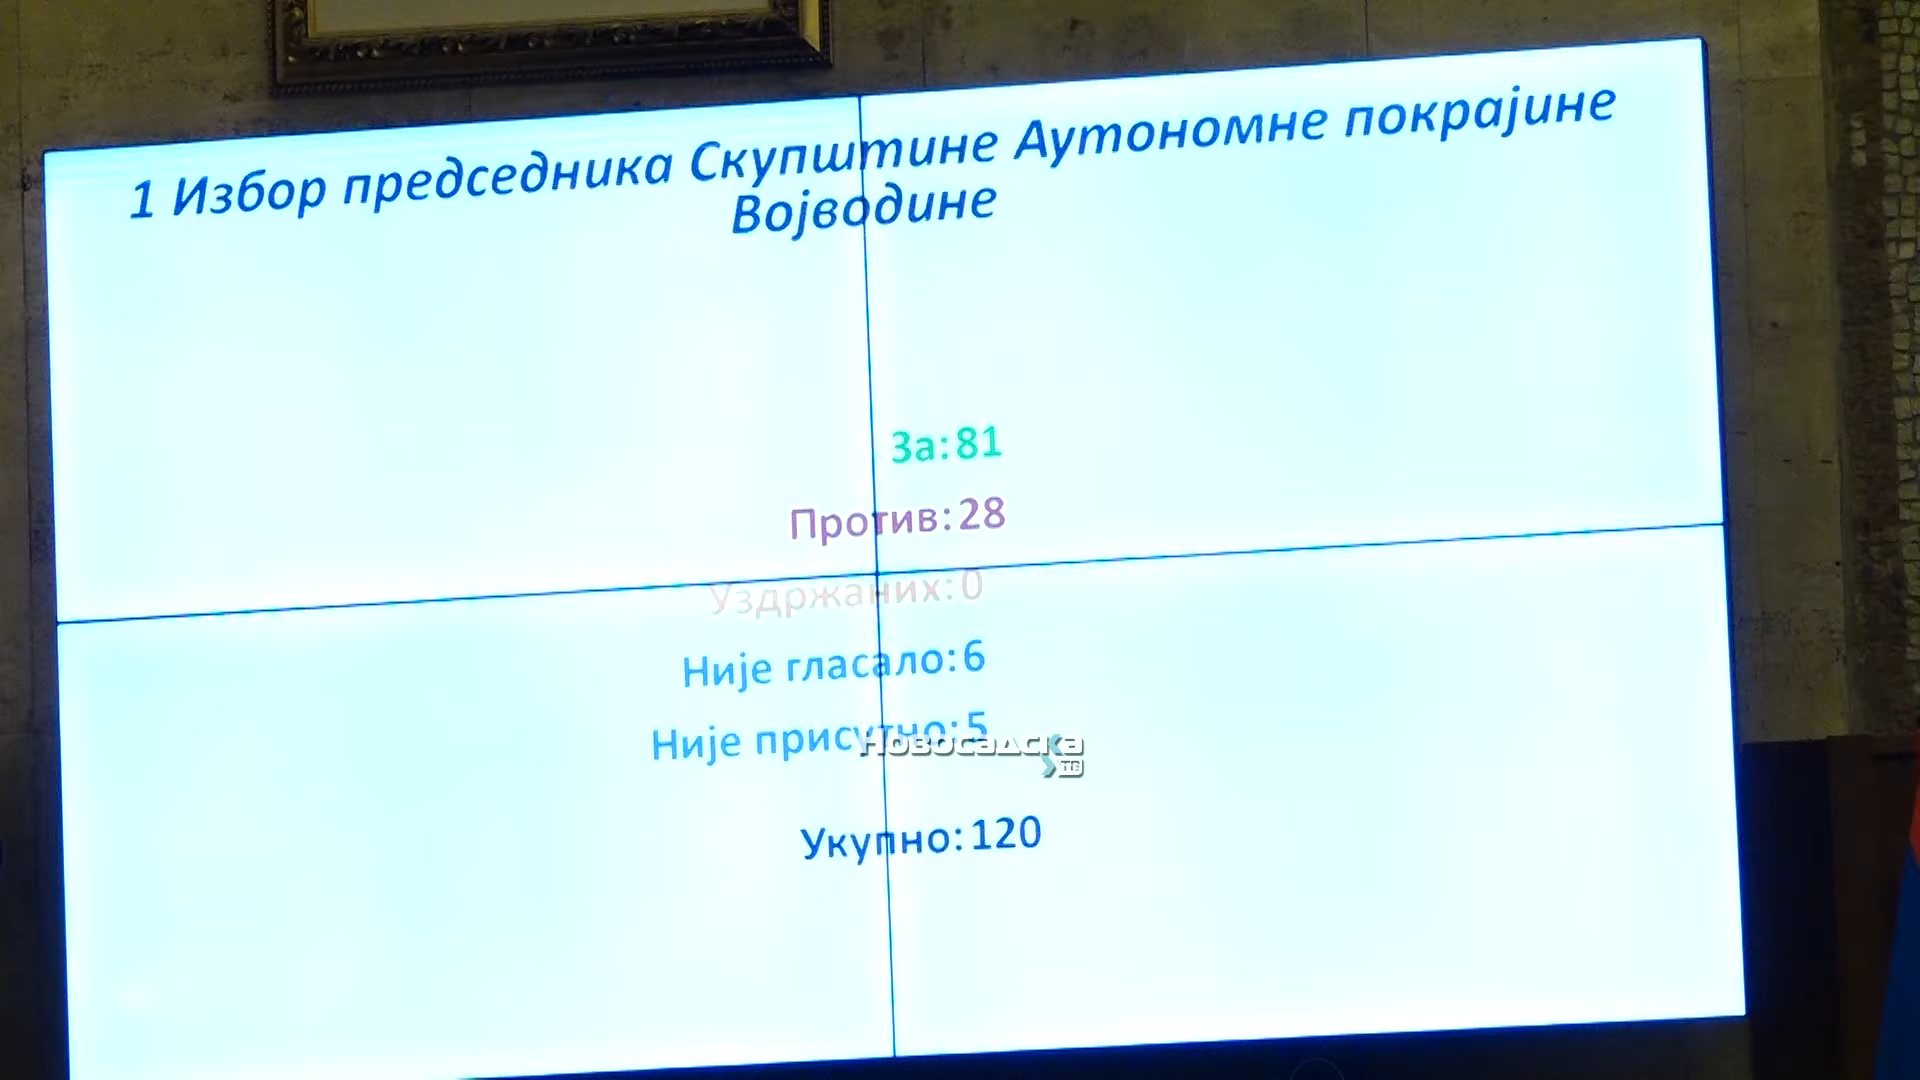 1 Избор председника Скупштине Аутономне покрајине
Војводине
За: 81
Против: 28
Уздржаних: 0
Није гласало: 6
Није присутно: 5
Новосадска
ТВ
Укупно: 120